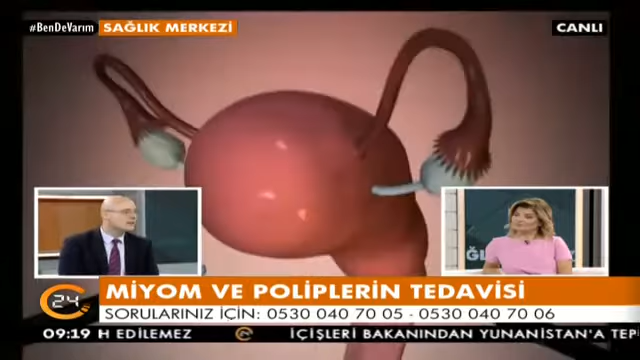 #BenDeVarım
SAĞLIK MERKEZİ
CANLI
24
MİYOM VE POLİPLERİN TEDAVİSİ
SORULARINIZ İÇİN: 0530 040 70 05 - 0530 040 70 06
09:19 H EDİLEMEZ İÇİŞLERİ BAKANINDAN YUNANİSTAN'A TEP